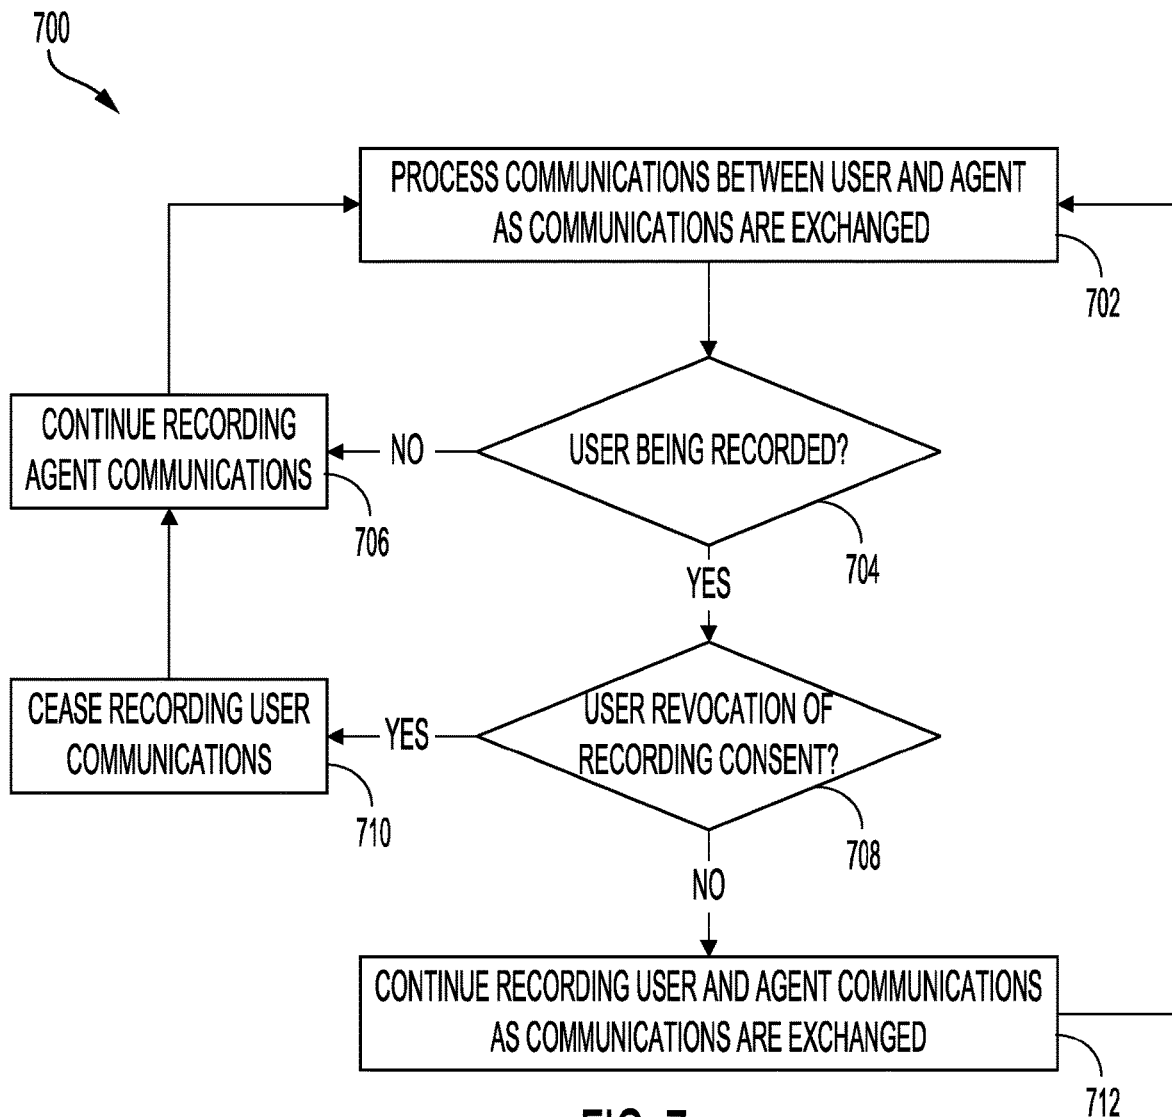 700
PROCESS COMMUNICATIONS BETWEEN USER AND AGENT
AS COMMUNICATIONS ARE EXCHANGED
702
CONTINUE RECORDING
AGENT COMMUNICATIONS
706
NO
USER BEING RECORDED?
704
YES
CEASE RECORDING USER
COMMUNICATIONS
710
YES
USER REVOCATION OF
RECORDING CONSENT?
708
NO
CONTINUE RECORDING USER AND AGENT COMMUNICATIONS
AS COMMUNICATIONS ARE EXCHANGED
712